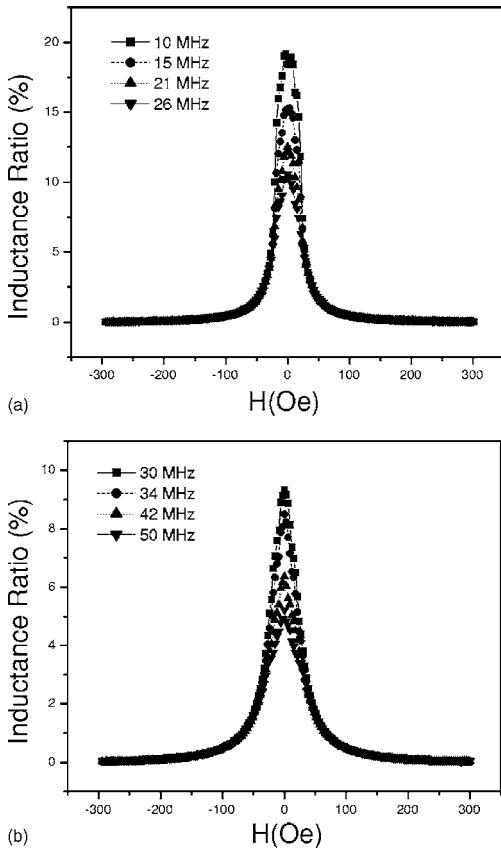 20
15
10
5
0
Inductance Ratio (%)
10 MHz
15 MHz
21 MHz
26 MHz
-300 -200 -100 0 100 200 300
(a)
H(Oe)
10
8
6
4
2
0
Inductance Ratio (%)
30 MHz
34 MHz
42 MHz
50 MHz
-300 -200 -100 0 100 200 300
(b)
H(Oe)